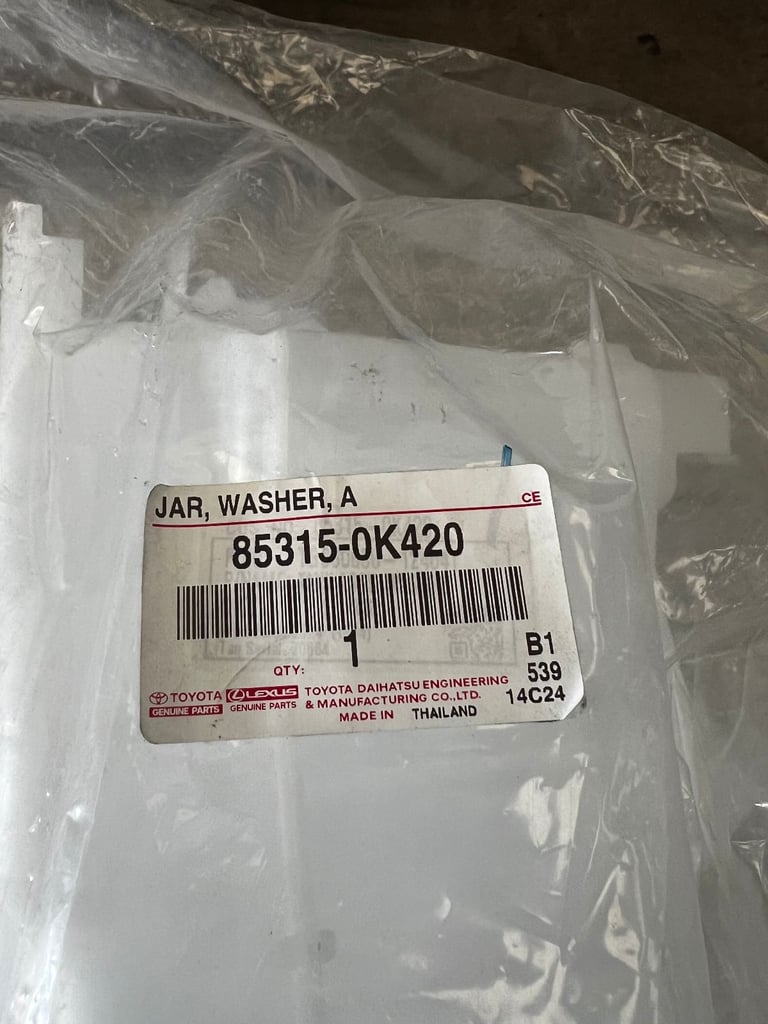 JAR, WASHER, A CE
85315-0K420
QTY: 1 B1
539
TOYOTA LEXUS TOYOTA DAIHATSU ENGINEERING
GENUINE PARTS GENUINE PARTS & MANUFACTURING CO.,LTD. 14C24
MADE IN THAILAND